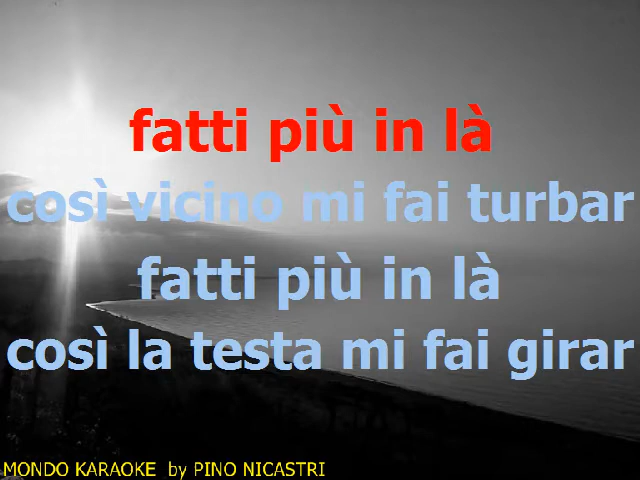 fatti più in là
così vicino mi fai turbar
fatti più in là
così la testa mi fai girar
MONDO KARAOKE by PINO NICASTRI